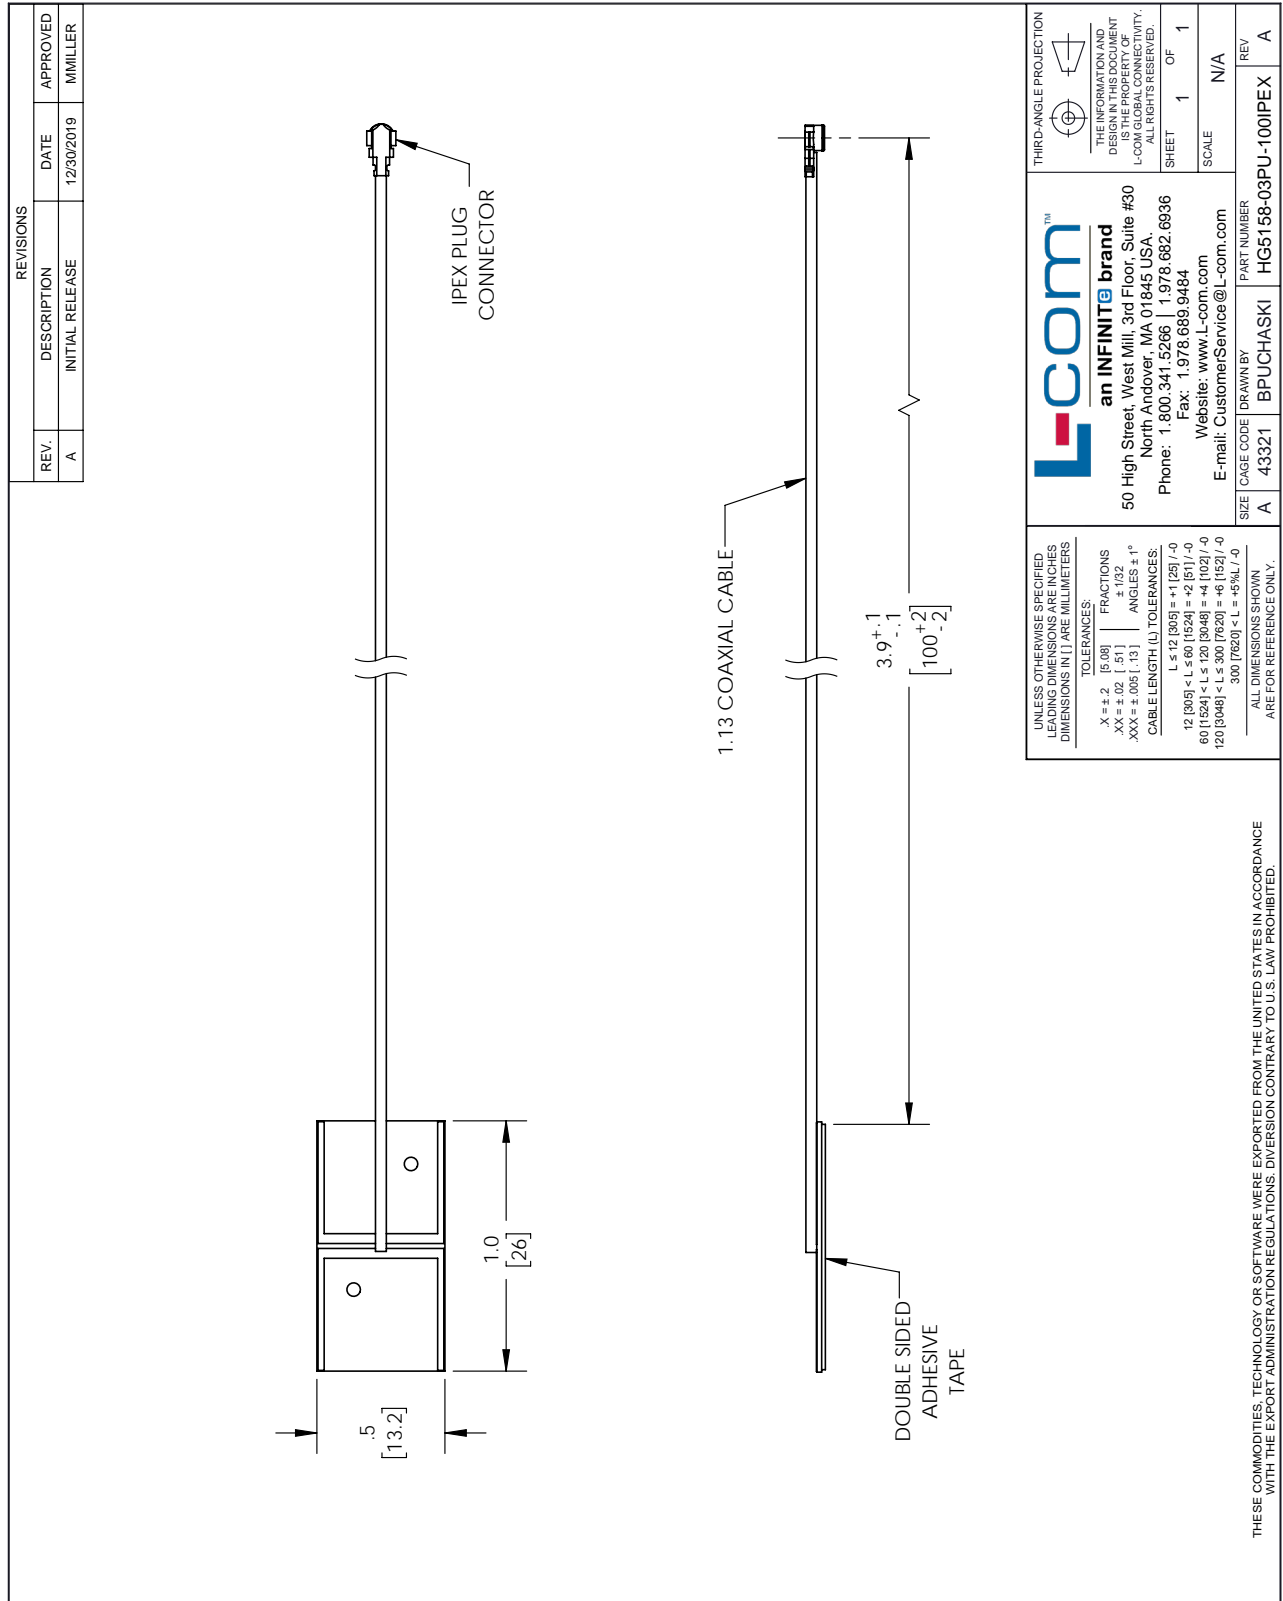 REVISIONS
REV. DESCRIPTION DATE APPROVED
A INITIAL RELEASE 12/30/2019 MMILLER
IPEX PLUG
CONNECTOR
1.0
[26]
.5
[13.2]
1.13 COAXIAL CABLE
3.9 +.1 -.1
[100 +2 -2]
DOUBLE SIDED
ADHESIVE
TAPE
UNLESS OTHERWISE SPECIFIED
LEADING DIMENSIONS ARE INCHES
DIMENSIONS IN [ ] ARE MILLIMETERS
TOLERANCES:
.X = ± .2 [5.08] FRACTIONS
.XX = ± .02 [ .51] ± 1/32
.XXX = ± .005 [ .13 ] ANGLES ± 1°
CABLE LENGTH (L) TOLERANCES:
L ≤ 12 [305] = +1 [25] / -0
12 [305] < L ≤ 60 [1524] = +2 [51] / -0
60 [1524] < L ≤ 120 [3048] = +4 [102] / -0
120 [3048] < L ≤ 300 [7620] = +6 [152] / -0
300 [7620] < L = +5%L / -0
ALL DIMENSIONS SHOWN
ARE FOR REFERENCE ONLY.
L-com™
an INFINITe brand
50 High Street, West Mill, 3rd Floor, Suite #30
North Andover, MA 01845 USA.
Phone: 1.800.341.5266 | 1.978.682.6936
Fax: 1.978.689.9484
Website: www.L-com.com
E-mail: CustomerService@L-com.com
THIRD-ANGLE PROJECTION
THE INFORMATION AND
DESIGN IN THIS DOCUMENT
IS THE PROPERTY OF
L-COM GLOBAL CONNECTIVITY.
ALL RIGHTS RESERVED.
SHEET 1 OF 1
SCALE N/A
SIZE CAGE CODE DRAWN BY PART NUMBER REV
A 43321 BPUCHASKI HG5158-03PU-100IPEX A
THESE COMMODITIES, TECHNOLOGY OR SOFTWARE WERE EXPORTED FROM THE UNITED STATES IN ACCORDANCE
WITH THE EXPORT ADMINISTRATION REGULATIONS. DIVERSION CONTRARY TO U.S. LAW PROHIBITED.